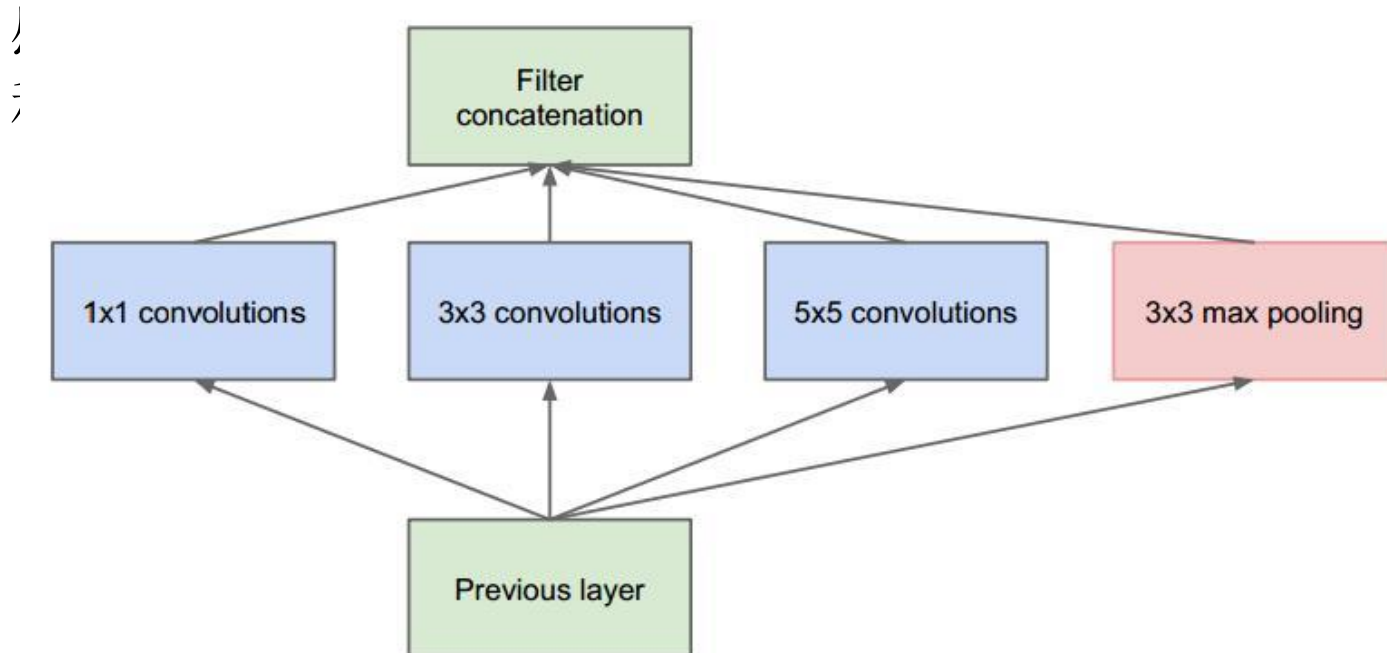 Filter
concatenation
1x1 convolutions
3x3 convolutions
5x5 convolutions
3x3 max pooling
Previous layer